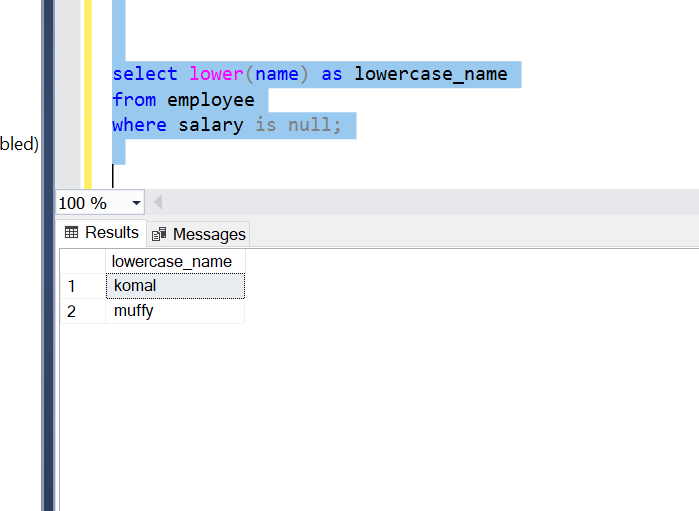 select lower(name) as lowercase_name
from employee
where salary is null;
bled)
100 %
Results Messages
lowercase_name
1 komal
2 muffy